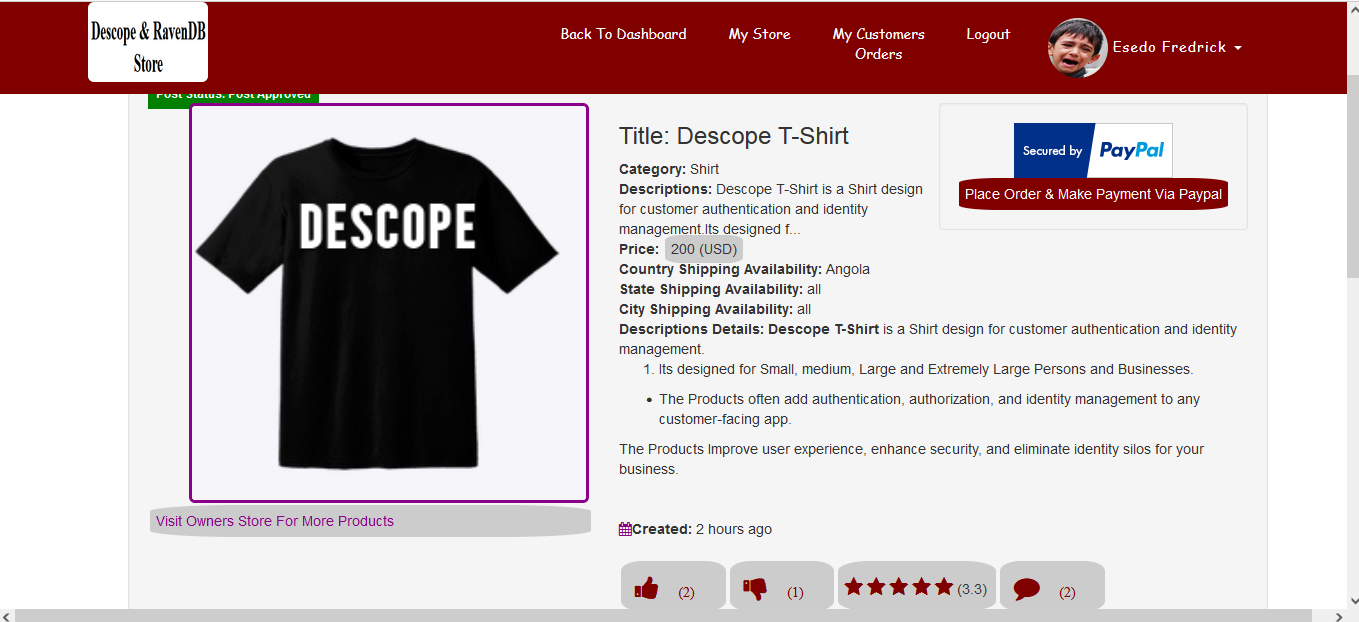 Descope & RavenDB
Store
Back To Dashboard
My Store
My Customers
Orders
Logout
Esedo Fredrick
Post Status: Post Approved
DESCOPE
Visit Owners Store For More Products
Title: Descope T-Shirt
Category: Shirt
Descriptions: Descope T-Shirt is a Shirt design
for customer authentication and identity
management.Its designed f...
Price: 200 (USD)
Country Shipping Availability: Angola
State Shipping Availability: all
City Shipping Availability: all
Descriptions Details: Descope T-Shirt is a Shirt design for customer authentication and identity
management.
1. Its designed for Small, medium, Large and Extremely Large Persons and Businesses.
• The Products often add authentication, authorization, and identity management to any
customer-facing app.
The Products Improve user experience, enhance security, and eliminate identity silos for your
business.
Created: 2 hours ago
(2)
(1)
(3.3)
(2)
Secured by PayPal
Place Order & Make Payment Via Paypal